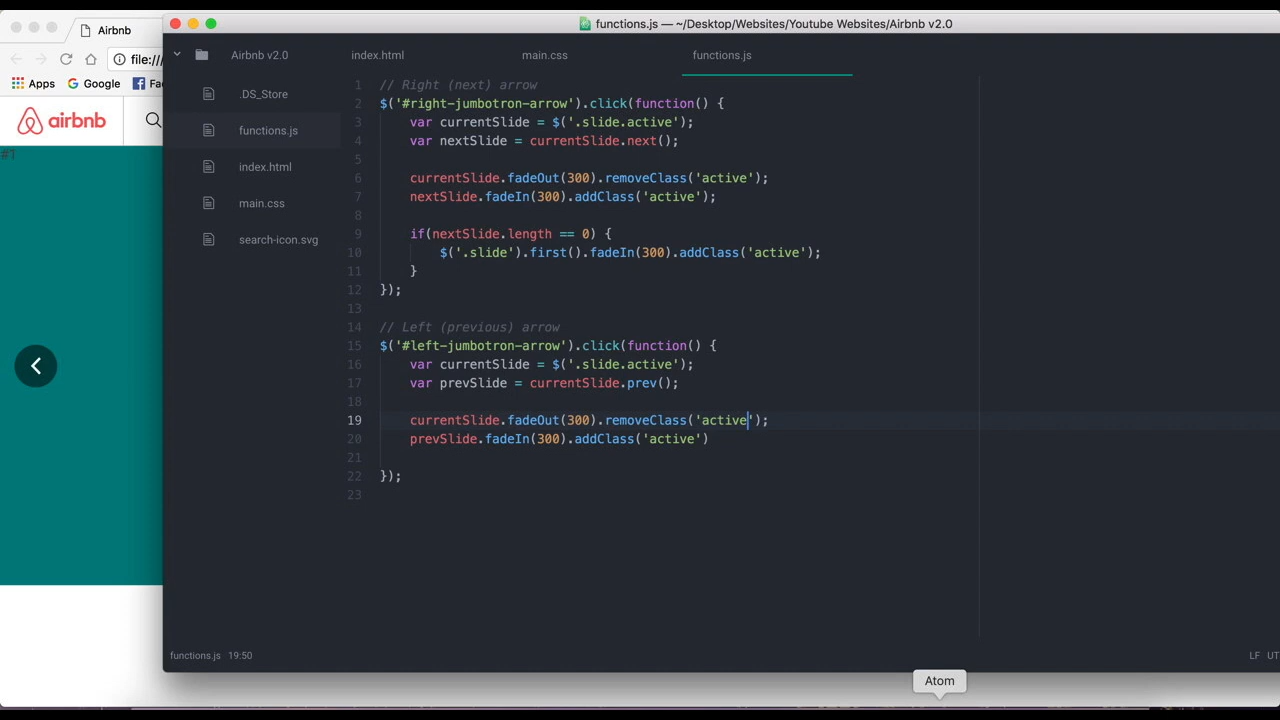 functions.js — ~/Desktop/Websites/Youtube Websites/Airbnb v2.0
Airbnb
file:///
Apps
Google
Fa
airbnb
#1
Airbnb v2.0
index.html
main.css
functions.js
.DS_Store
functions.js
index.html
main.css
search-icon.svg
1 // Right (next) arrow
2 $('#right-jumbotron-arrow').click(function() {
3 var currentSlide = $('.slide.active');
4 var nextSlide = currentSlide.next();
5
6 currentSlide.fadeOut(300).removeClass('active');
7 nextSlide.fadeIn(300).addClass('active');
8
9 if(nextSlide.length == 0) {
10 $('.slide').first().fadeIn(300).addClass('active');
11 }
12 });
13
14 // Left (previous) arrow
15 $('#left-jumbotron-arrow').click(function() {
16 var currentSlide = $('.slide.active');
17 var prevSlide = currentSlide.prev();
18
19 currentSlide.fadeOut(300).removeClass('active');
20 prevSlide.fadeIn(300).addClass('active')
21
22 });
23
functions.js 19:50
LF UT
Atom